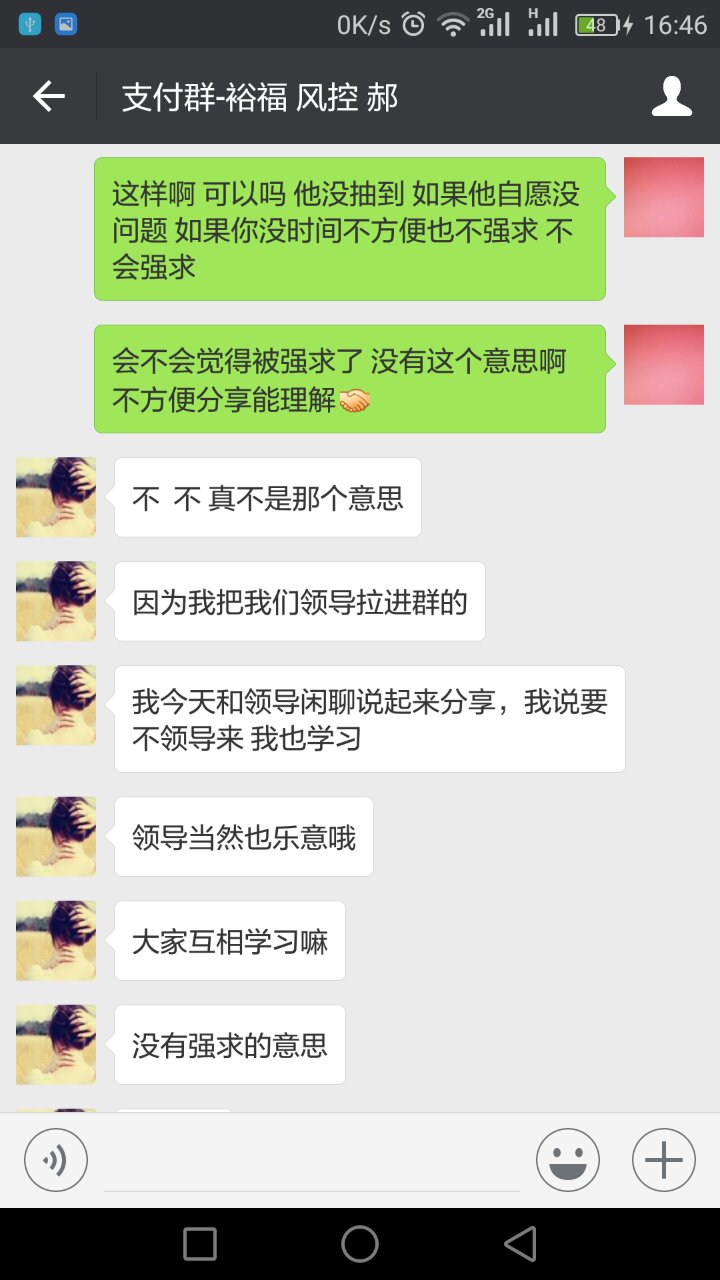 0K/s 2G H 48 16:46
支付群-裕福 风控 郝
这样啊 可以吗 他没抽到 如果他自愿没
问题 如果你没时间不方便也不强求 不
会强求
会不会觉得被强求了 没有这个意思啊
不方便分享能理解🤝
不 不 真不是那个意思
因为我把我们领导拉进群的
我今天和领导闲聊说起来分享，我说要
不领导来 我也学习
领导当然也乐意哦
大家互相学习嘛
没有强求的意思